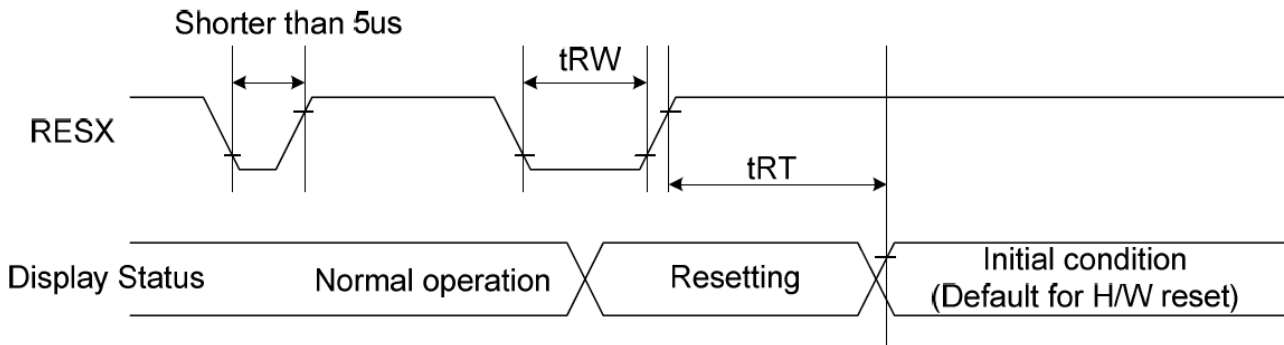 Shorter than 5us
tRW
RESX
tRT
Display Status
Normal operation
Resetting
Initial condition
(Default for H/W reset)